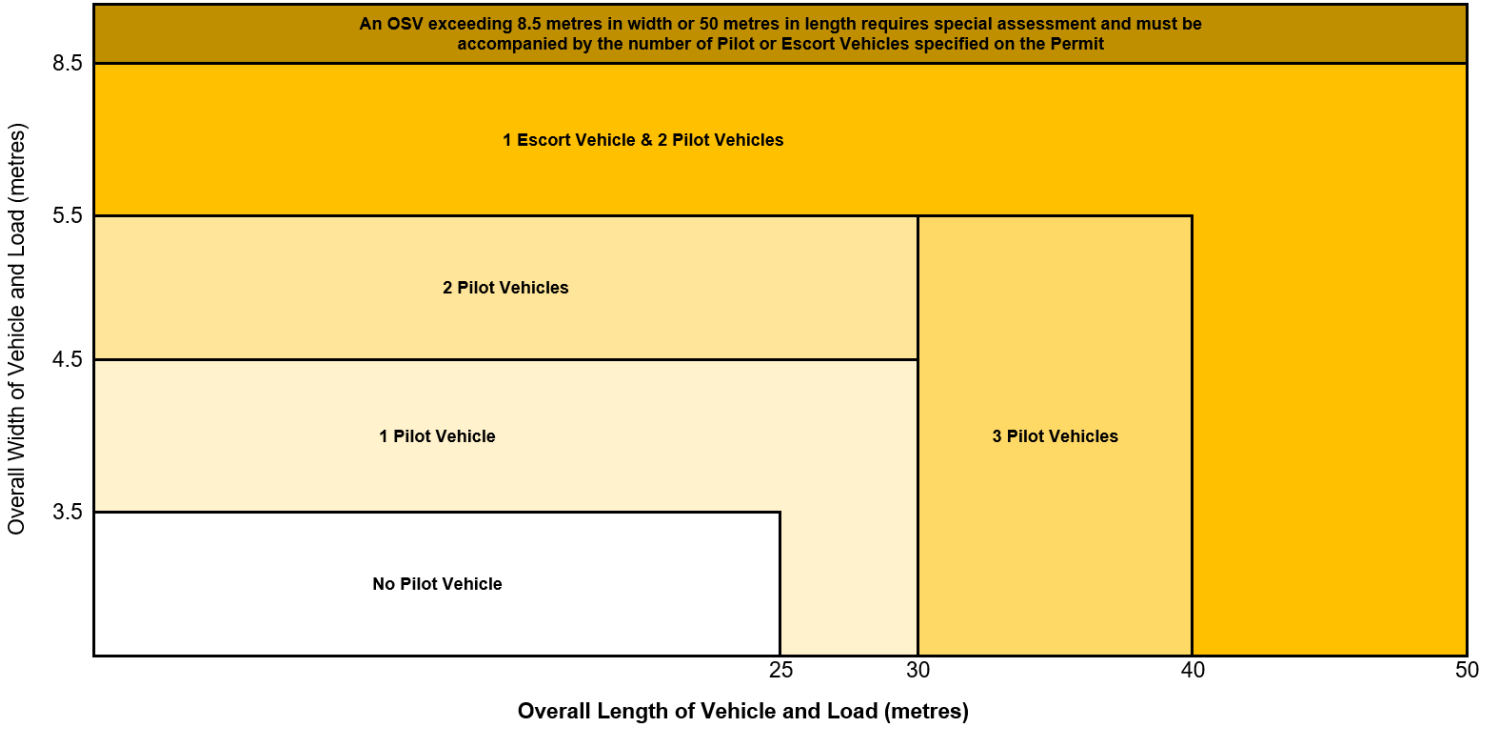 An OSV exceeding 8.5 metres in width or 50 metres in length requires special assessment and must be
accompanied by the number of Pilot or Escort Vehicles specified on the Permit
8.5
1 Escort Vehicle & 2 Pilot Vehicles
5.5
2 Pilot Vehicles
4.5
1 Pilot Vehicle
3 Pilot Vehicles
3.5
No Pilot Vehicle
25
30
40
50
Overall Width of Vehicle and Load (metres)
Overall Length of Vehicle and Load (metres)